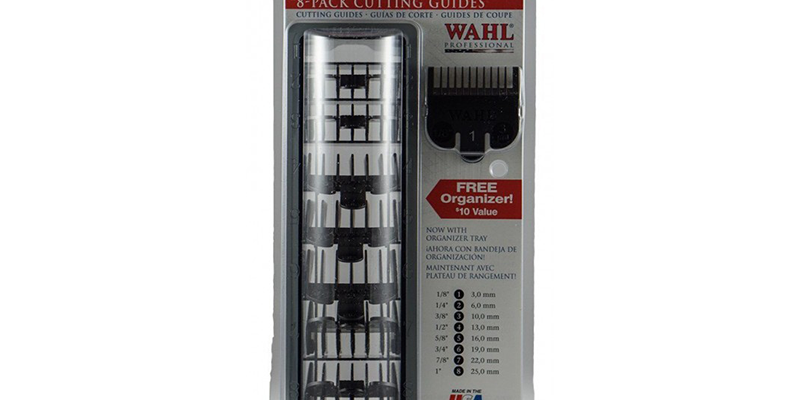 8-PACK CUTTING GUIDES
CUTTING GUIDES - GUÍAS DE CORTE - GUIDES DE COUPE
WAHL®
PROFESSIONAL
WAHL
1
FREE
Organizer!
$10 Value
NOW WITH
ORGANIZER TRAY
¡AHORA CON BANDEJA DE
ORGANIZACIÓN!
MAINTENANT AVEC
PLATEAU DE RANGEMENT!
1/8" 1 3,0 mm
1/4" 2 6,0 mm
3/8" 3 10,0 mm
1/2" 4 13,0 mm
5/8" 5 16,0 mm
3/4" 6 19,0 mm
7/8" 7 22,0 mm
1" 8 25,0 mm
MADE IN THE
USA